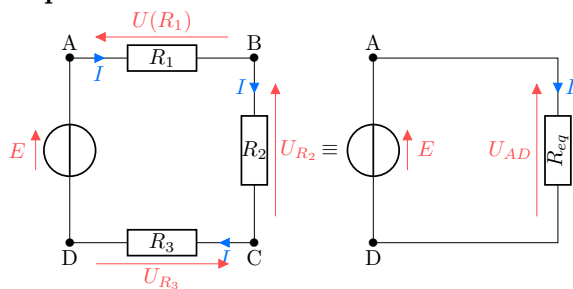 U(R₁)
A
B
A
I
R₁
I
I
E
R₂
U_{R₂}
≡
E
U_{AD}
R_{eq}
D
R₃
I
C
D
U_{R₃}